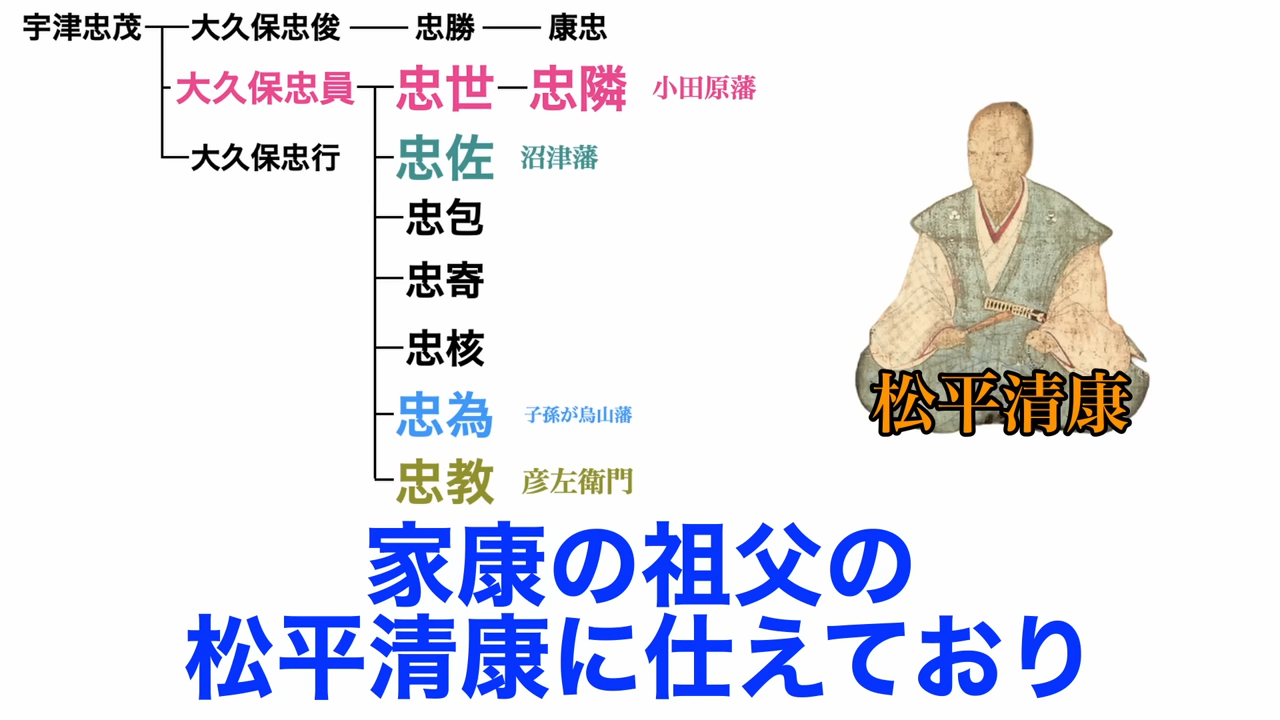 宇津忠茂 大久保忠俊 忠勝 康忠
大久保忠員 忠世 忠隣 小田原藩
大久保忠行 忠佐 沼津藩
忠包
忠寄
忠核
忠為 子孫が烏山藩
忠教 彦左衛門
松平清康
家康の祖父の
松平清康に仕えており